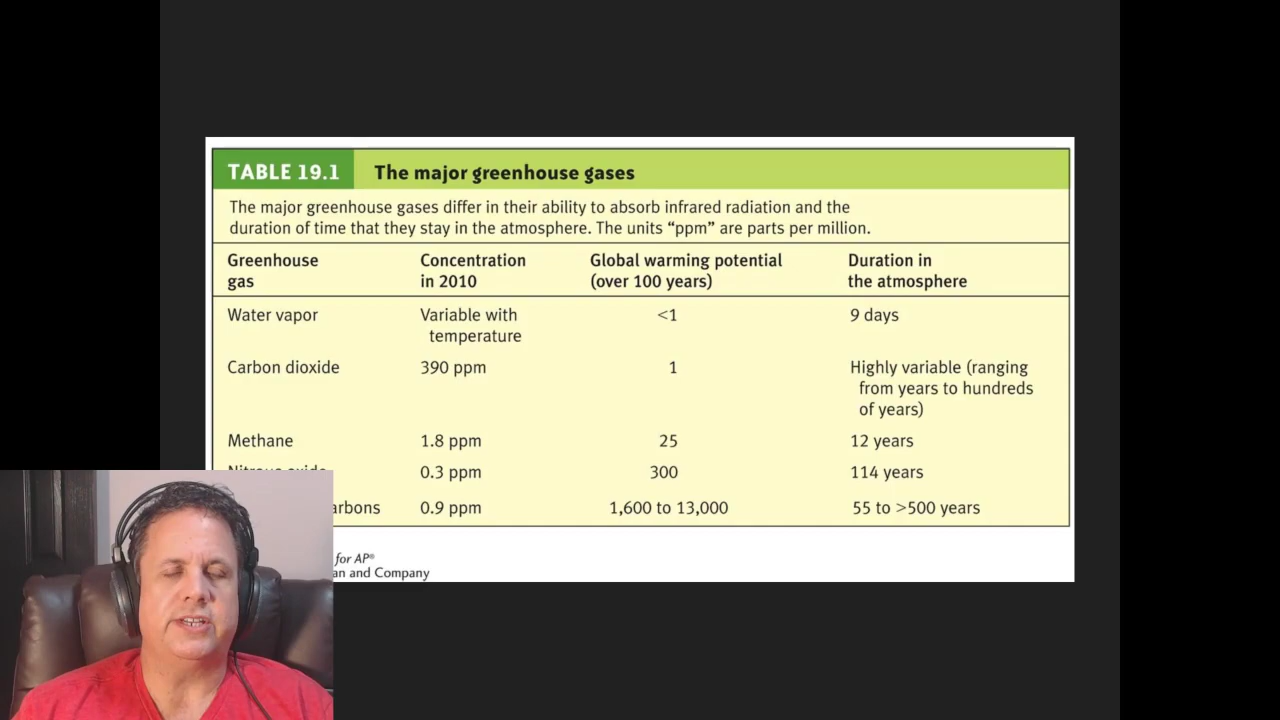 TABLE 19.1 The major greenhouse gases
The major greenhouse gases differ in their ability to absorb infrared radiation and the
duration of time that they stay in the atmosphere. The units “ppm” are parts per million.
Greenhouse gas Concentration in 2010 Global warming potential (over 100 years) Duration in the atmosphere
Water vapor Variable with temperature <1 9 days
Carbon dioxide 390 ppm 1 Highly variable (ranging from years to hundreds of years)
Methane 1.8 ppm 25 12 years
Nitrous oxide 0.3 ppm 300 114 years
arbons 0.9 ppm 1,600 to 13,000 55 to >500 years
for AP®
an and Company